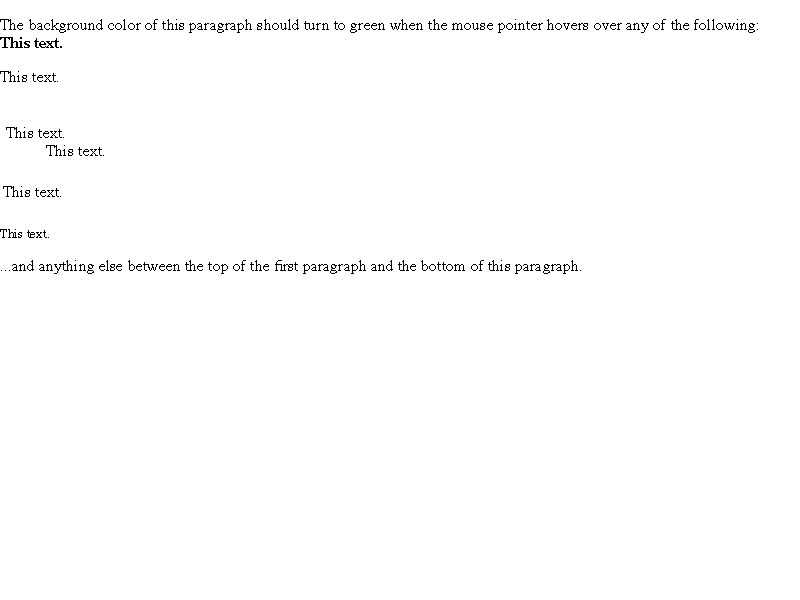 The background color of this paragraph should turn to green when the mouse pointer hovers over any of the following:
This text.
This text.
This text.
This text.
This text.
This text.
...and anything else between the top of the first paragraph and the bottom of this paragraph.